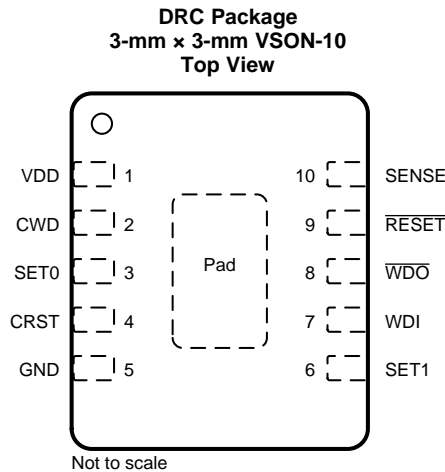 DRC Package
3-mm × 3-mm VSON-10
Top View
VDD 1 10 SENSE
CWD 2 9 RESET
SET0 3 Pad 8 WDO
CRST 4 7 WDI
GND 5 6 SET1
Not to scale